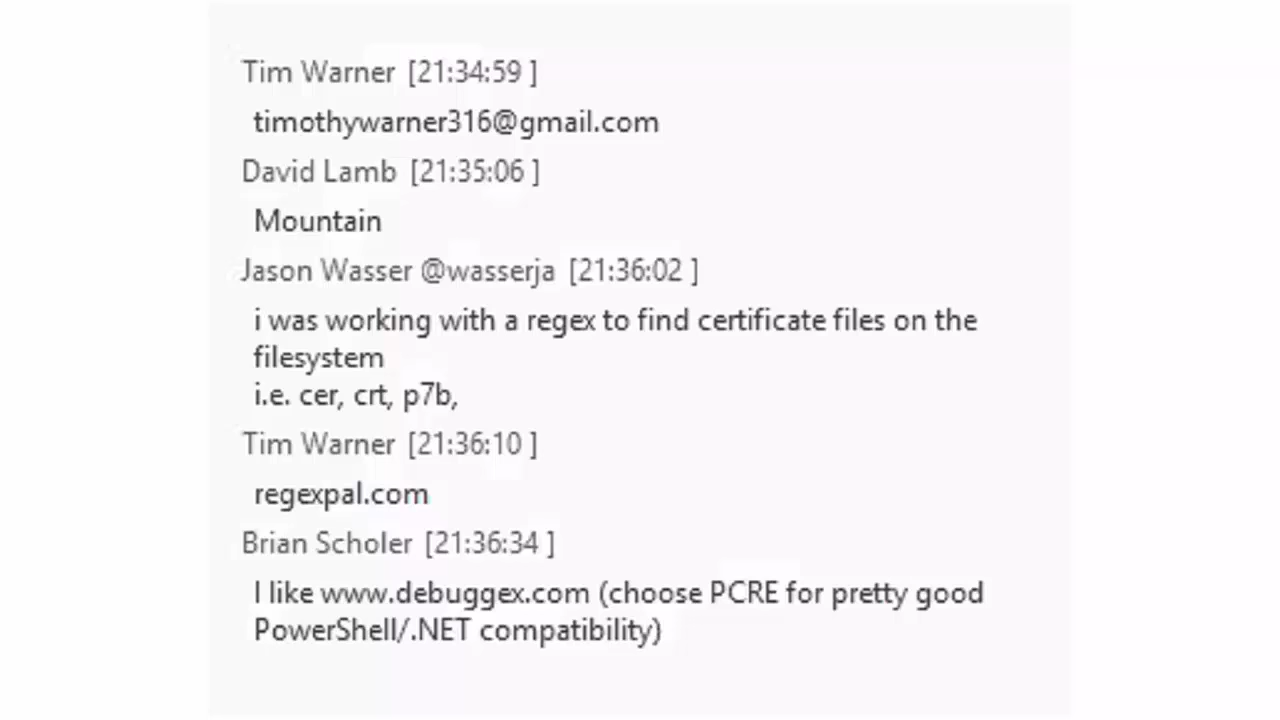 Tim Warner [21:34:59 ]
timothywarner316@gmail.com
David Lamb [21:35:06 ]
Mountain
Jason Wasser @wasserja [21:36:02 ]
i was working with a regex to find certificate files on the
filesystem
i.e. cer, crt, p7b,
Tim Warner [21:36:10 ]
regexpal.com
Brian Scholer [21:36:34 ]
I like www.debuggex.com (choose PCRE for pretty good
PowerShell/.NET compatibility)